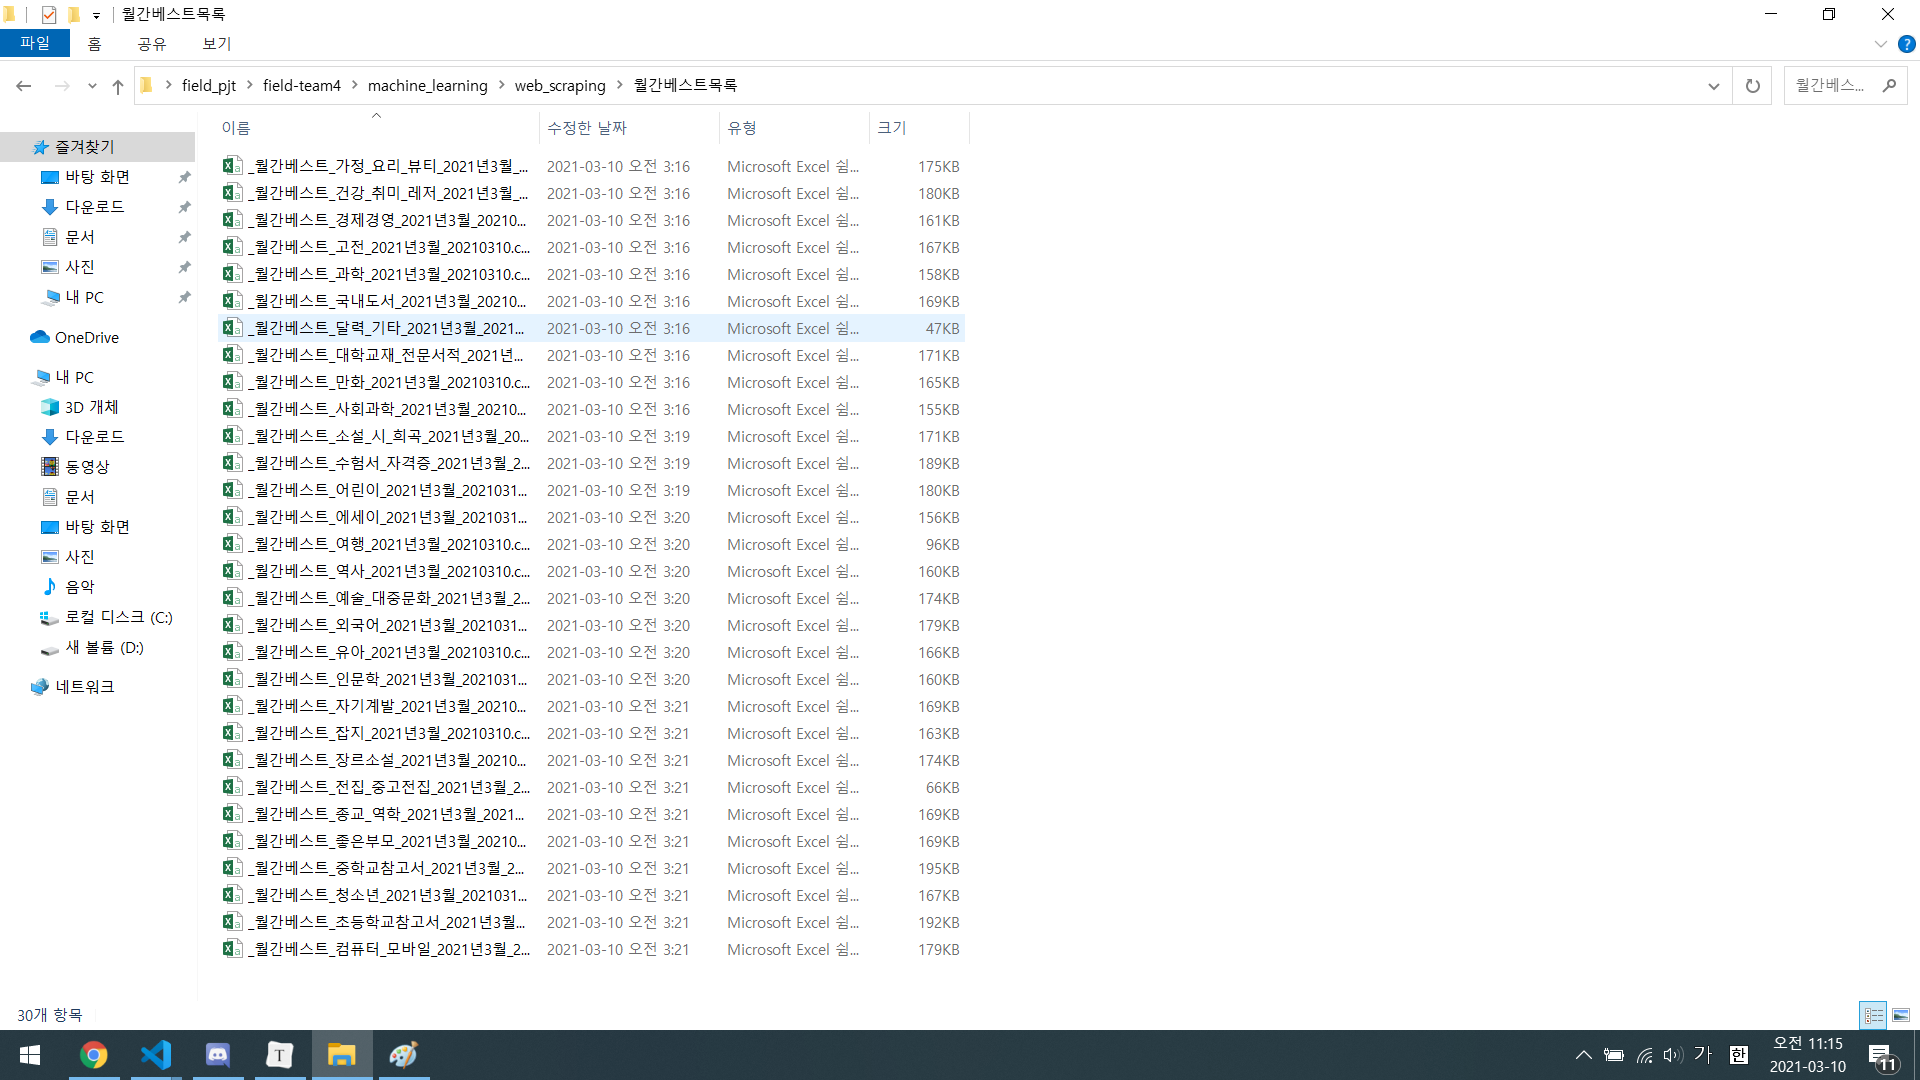 월간베스트목록
파일 홈 공유 보기
field_pjt > field-team4 > machine_learning > web_scraping > 월간베스트목록
월간베스...
이름 수정한 날짜 유형 크기
즐겨찾기
바탕 화면
다운로드
문서
사진
내 PC
OneDrive
내 PC
3D 개체
다운로드
동영상
문서
바탕 화면
사진
음악
로컬 디스크 (C:)
새 볼륨 (D:)
네트워크
_월간베스트_가정_요리_뷰티_2021년3월_... 2021-03-10 오전 3:16 Microsoft Excel 쉼... 175KB
_월간베스트_건강_취미_레저_2021년3월_... 2021-03-10 오전 3:16 Microsoft Excel 쉼... 180KB
_월간베스트_경제경영_2021년3월_20210... 2021-03-10 오전 3:16 Microsoft Excel 쉼... 161KB
_월간베스트_고전_2021년3월_20210310.c... 2021-03-10 오전 3:16 Microsoft Excel 쉼... 167KB
_월간베스트_과학_2021년3월_20210310.c... 2021-03-10 오전 3:16 Microsoft Excel 쉼... 158KB
_월간베스트_국내도서_2021년3월_20210... 2021-03-10 오전 3:16 Microsoft Excel 쉼... 169KB
_월간베스트_달력_기타_2021년3월_2021... 2021-03-10 오전 3:16 Microsoft Excel 쉼... 47KB
_월간베스트_대학교재_전문서적_2021년... 2021-03-10 오전 3:16 Microsoft Excel 쉼... 171KB
_월간베스트_만화_2021년3월_20210310.c... 2021-03-10 오전 3:16 Microsoft Excel 쉼... 165KB
_월간베스트_사회과학_2021년3월_20210... 2021-03-10 오전 3:16 Microsoft Excel 쉼... 155KB
_월간베스트_소설_시_희곡_2021년3월_20... 2021-03-10 오전 3:19 Microsoft Excel 쉼... 171KB
_월간베스트_수험서_자격증_2021년3월_2... 2021-03-10 오전 3:19 Microsoft Excel 쉼... 189KB
_월간베스트_어린이_2021년3월_2021031... 2021-03-10 오전 3:19 Microsoft Excel 쉼... 180KB
_월간베스트_에세이_2021년3월_2021031... 2021-03-10 오전 3:20 Microsoft Excel 쉼... 156KB
_월간베스트_여행_2021년3월_20210310.c... 2021-03-10 오전 3:20 Microsoft Excel 쉼... 96KB
_월간베스트_역사_2021년3월_20210310.c... 2021-03-10 오전 3:20 Microsoft Excel 쉼... 160KB
_월간베스트_예술_대중문화_2021년3월_2... 2021-03-10 오전 3:20 Microsoft Excel 쉼... 174KB
_월간베스트_외국어_2021년3월_2021031... 2021-03-10 오전 3:20 Microsoft Excel 쉼... 179KB
_월간베스트_유아_2021년3월_20210310.c... 2021-03-10 오전 3:20 Microsoft Excel 쉼... 166KB
_월간베스트_인문학_2021년3월_2021031... 2021-03-10 오전 3:20 Microsoft Excel 쉼... 160KB
_월간베스트_자기계발_2021년3월_20210... 2021-03-10 오전 3:21 Microsoft Excel 쉼... 169KB
_월간베스트_잡지_2021년3월_20210310.c... 2021-03-10 오전 3:21 Microsoft Excel 쉼... 163KB
_월간베스트_장르소설_2021년3월_20210... 2021-03-10 오전 3:21 Microsoft Excel 쉼... 174KB
_월간베스트_전집_중고전집_2021년3월_2... 2021-03-10 오전 3:21 Microsoft Excel 쉼... 66KB
_월간베스트_종교_역학_2021년3월_2021... 2021-03-10 오전 3:21 Microsoft Excel 쉼... 169KB
_월간베스트_좋은부모_2021년3월_20210... 2021-03-10 오전 3:21 Microsoft Excel 쉼... 169KB
_월간베스트_중학교참고서_2021년3월_2... 2021-03-10 오전 3:21 Microsoft Excel 쉼... 195KB
_월간베스트_청소년_2021년3월_2021031... 2021-03-10 오전 3:21 Microsoft Excel 쉼... 167KB
_월간베스트_초등학교참고서_2021년3월... 2021-03-10 오전 3:21 Microsoft Excel 쉼... 192KB
_월간베스트_컴퓨터_모바일_2021년3월_2... 2021-03-10 오전 3:21 Microsoft Excel 쉼... 179KB
30개 항목
T
가 한
오전 11:15
2021-03-10
11